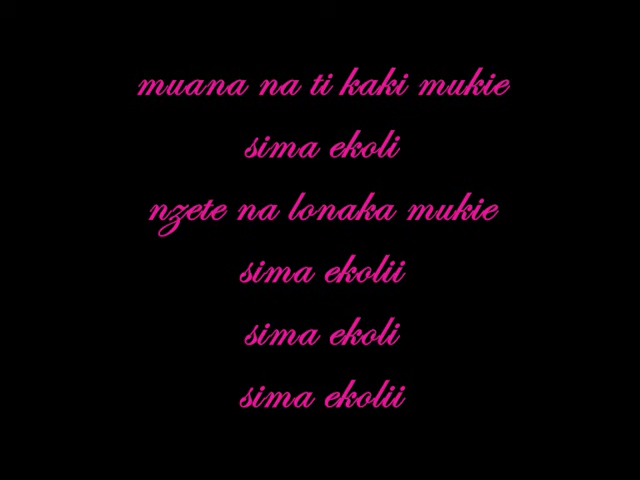 muana na ti kaki mukie
sima ekoli
nzete na lonaka mukie
sima ekolii
sima ekoli
sima ekolii